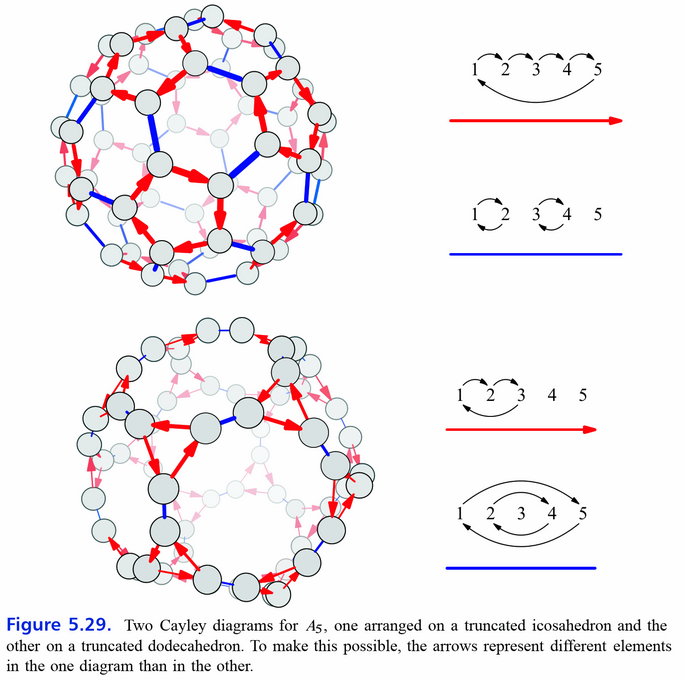 1 2 3 4 5
1 2 3 4 5
1 2 3 4 5
1 2 3 4 5
Figure 5.29. Two Cayley diagrams for A5, one arranged on a truncated icosahedron and the
other on a truncated dodecahedron. To make this possible, the arrows represent different elements
in the one diagram than in the other.